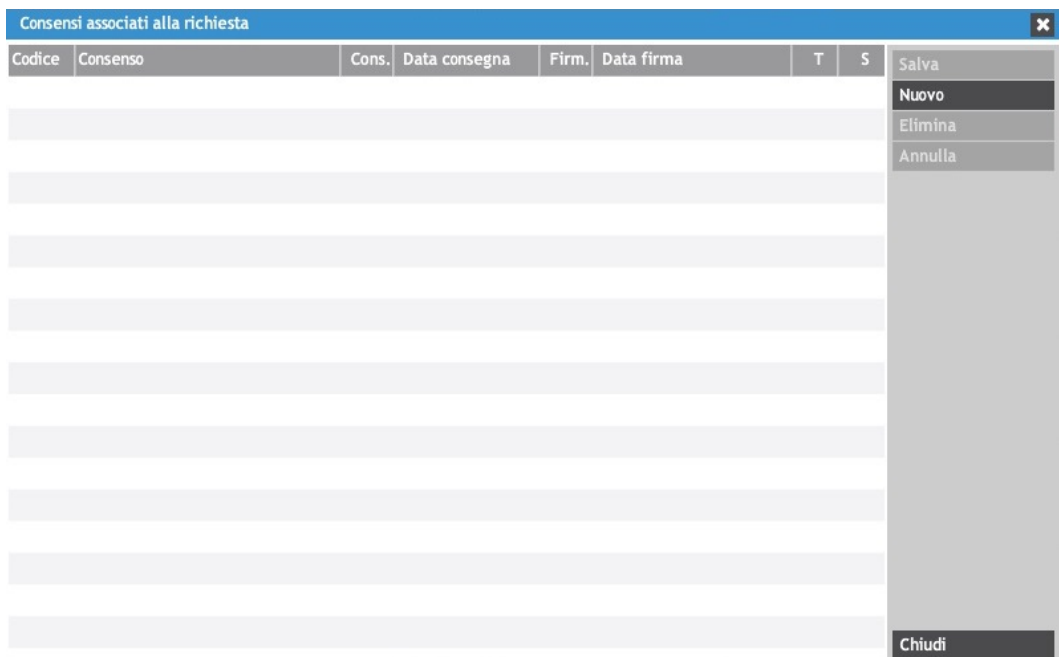 Consensi associati alla richiesta
Codice Consenso Cons. Data consegna Firm. Data firma T S
Salva
Nuovo
Elimina
Annulla
Chiudi